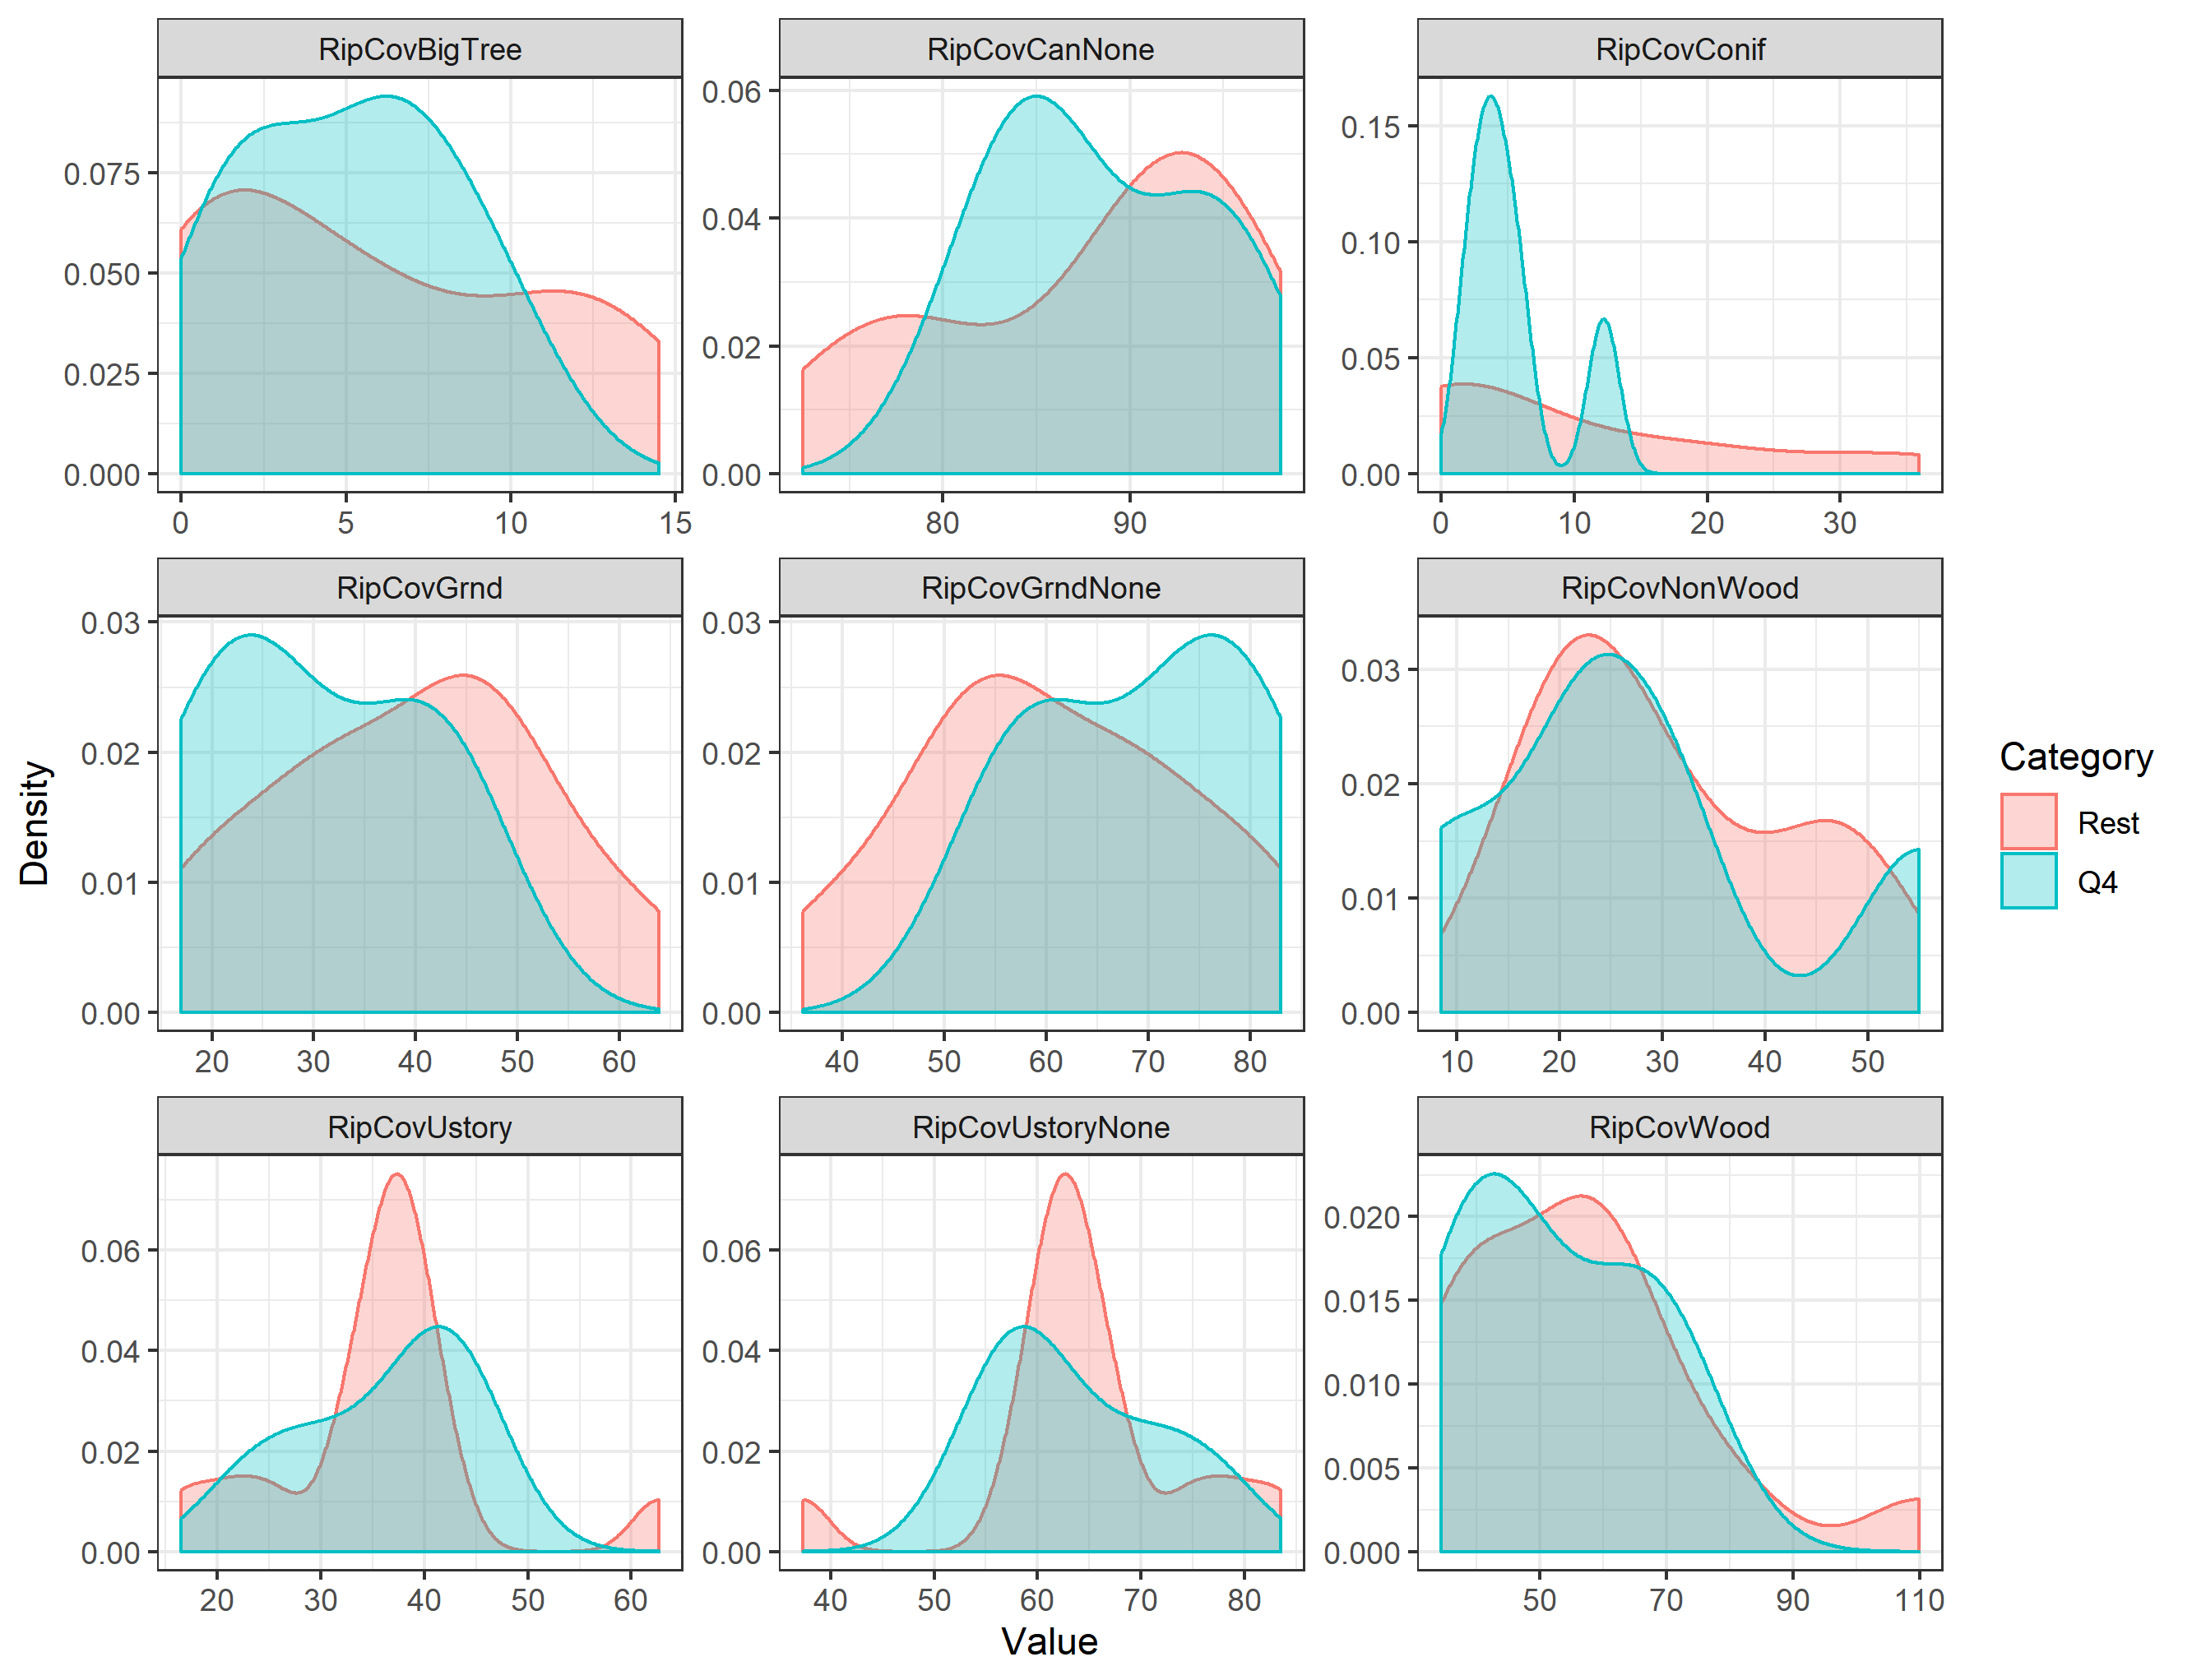 RipCovBigTree RipCovCanNone RipCovConif
0.075
0.050
0.025
0.000
0.06
0.04
0.02
0.00
0.15
0.10
0.05
0.00
0 5 10 15
80 90
0 10 20 30
RipCovGrnd RipCovGrndNone RipCovNonWood
0.03
0.02
0.01
0.00
0.03
0.02
0.01
0.00
0.03
0.02
0.01
0.00
20 30 40 50 60
40 50 60 70 80
10 20 30 40 50
RipCovUstory RipCovUstoryNone RipCovWood
0.06
0.04
0.02
0.00
0.06
0.04
0.02
0.00
0.020
0.015
0.010
0.005
0.000
20 30 40 50 60
40 50 60 70 80
50 70 90 110
Density
Value
Category
Rest
Q4